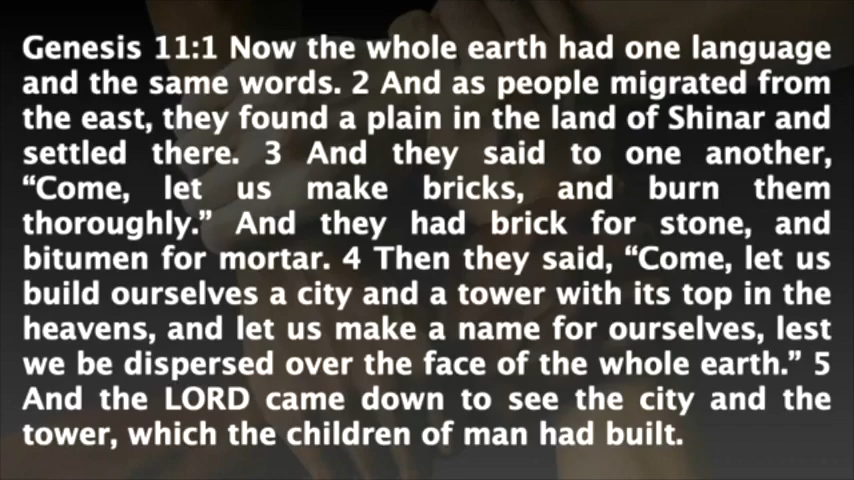 Genesis 11:1 Now the whole earth had one language
and the same words. 2 And as people migrated from
the east, they found a plain in the land of Shinar and
settled there. 3 And they said to one another,
“Come, let us make bricks, and burn them
thoroughly.” And they had brick for stone, and
bitumen for mortar. 4 Then they said, “Come, let us
build ourselves a city and a tower with its top in the
heavens, and let us make a name for ourselves, lest
we be dispersed over the face of the whole earth.” 5
And the LORD came down to see the city and the
tower, which the children of man had built.